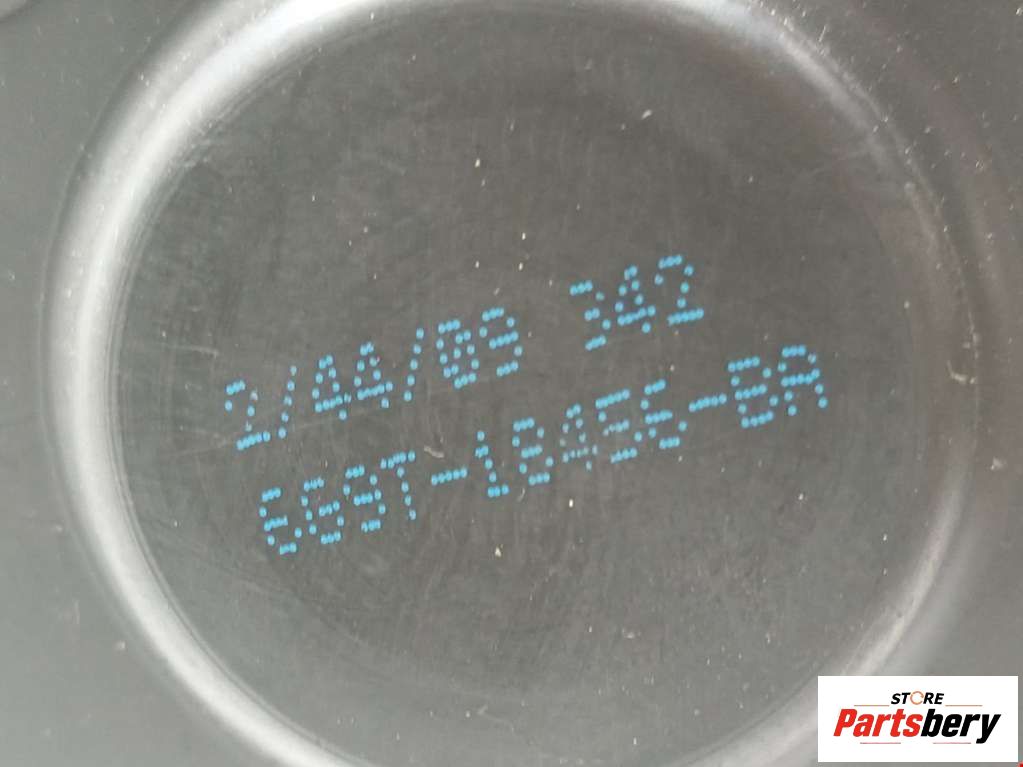 2/44/09 342
6G9T-18456-BA
STORE
Partsbery